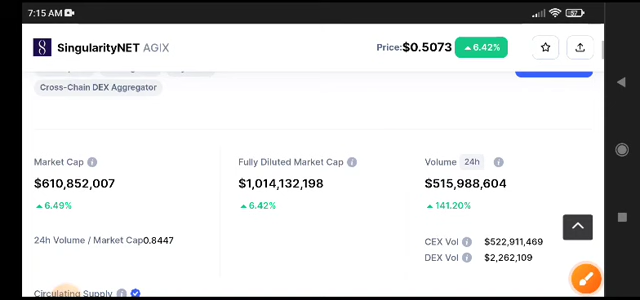 7:15 AM
57
SingularityNET AGIX
Price:$0.5073
6.42%
Cross-Chain DEX Aggregator
Market Cap
$610,852,007
6.49%
24h Volume / Market Cap0.8447
Fully Diluted Market Cap
$1,014,132,198
6.42%
Volume 24h
$515,988,604
141.20%
CEX Vol $522,911,469
DEX Vol $2,262,109
Circulating Supply